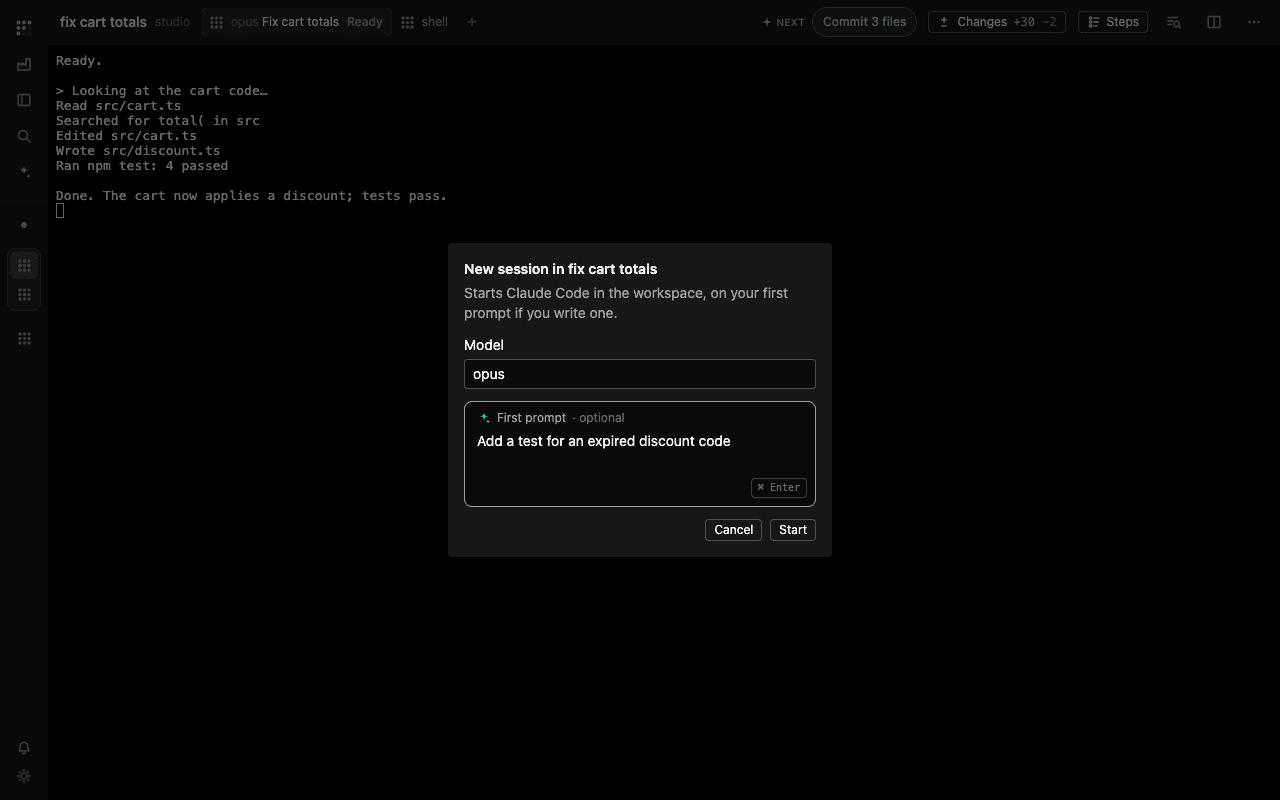 fix cart totals studio opus Fix cart totals Ready shell + NEXT Commit 3 files Changes +30 −2 Steps
Ready.
> Looking at the cart code…
Read src/cart.ts
Searched for total( in src
Edited src/cart.ts
Wrote src/discount.ts
Ran npm test: 4 passed
Done. The cart now applies a discount; tests pass.
New session in fix cart totals
Starts Claude Code in the workspace, on your first
prompt if you write one.
Model
opus
First prompt · optional
Add a test for an expired discount code
⌘ Enter
Cancel Start